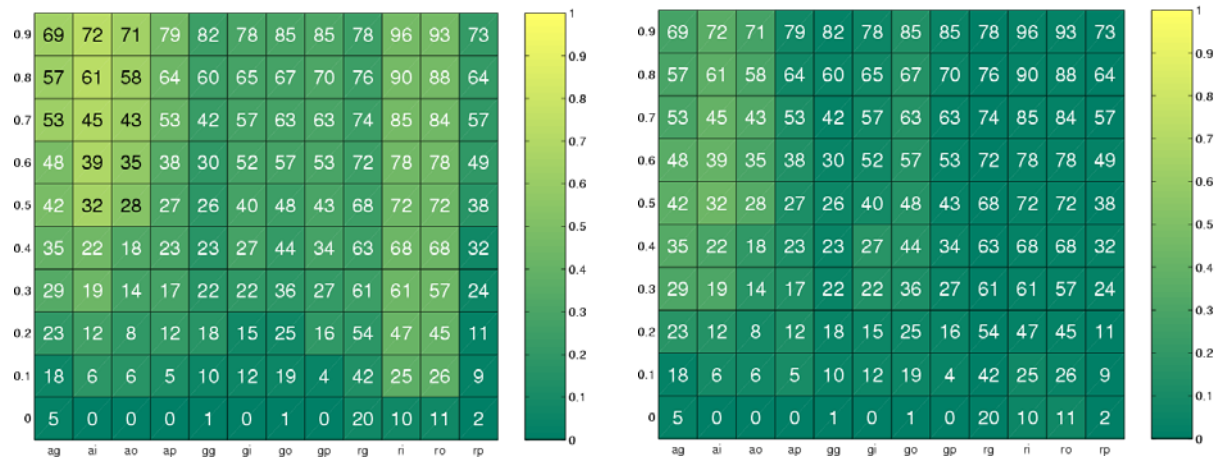 0.9 69 72 71 79 82 78 85 85 78 96 93 73
0.8 57 61 58 64 60 65 67 70 76 90 88 64
0.7 53 45 43 53 42 57 63 63 74 85 84 57
0.6 48 39 35 38 30 52 57 53 72 78 78 49
0.5 42 32 28 27 26 40 48 43 68 72 72 38
0.4 35 22 18 23 23 27 44 34 63 68 68 32
0.3 29 19 14 17 22 22 36 27 61 61 57 24
0.2 23 12 8 12 18 15 25 16 54 47 45 11
0.1 18 6 6 5 10 12 19 4 42 25 26 9
0 5 0 0 0 1 0 1 0 20 10 11 2
ag ai ao ap gg gi go gp rg ri ro rp
1
0.9
0.8
0.7
0.6
0.5
0.4
0.3
0.2
0.1
0
0.9 69 72 71 79 82 78 85 85 78 96 93 73
0.8 57 61 58 64 60 65 67 70 76 90 88 64
0.7 53 45 43 53 42 57 63 63 74 85 84 57
0.6 48 39 35 38 30 52 57 53 72 78 78 49
0.5 42 32 28 27 26 40 48 43 68 72 72 38
0.4 35 22 18 23 23 27 44 34 63 68 68 32
0.3 29 19 14 17 22 22 36 27 61 61 57 24
0.2 23 12 8 12 18 15 25 16 54 47 45 11
0.1 18 6 6 5 10 12 19 4 42 25 26 9
0 5 0 0 0 1 0 1 0 20 10 11 2
ag ai ao ap gg gi go gp rg ri ro rp
1
0.9
0.8
0.7
0.6
0.5
0.4
0.3
0.2
0.1
0